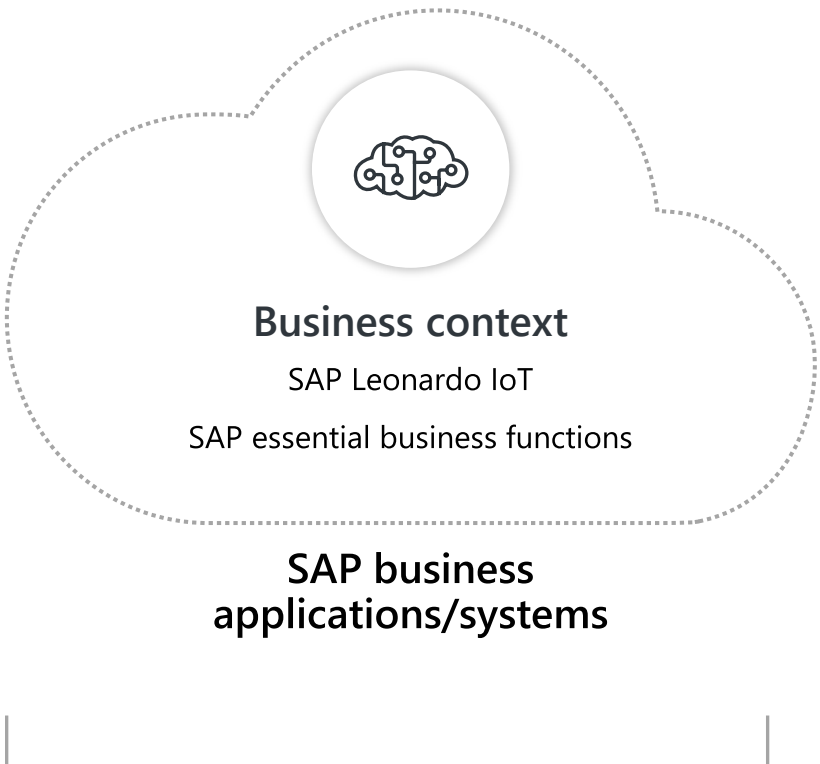 Business context
SAP Leonardo IoT
SAP essential business functions
SAP business
applications/systems